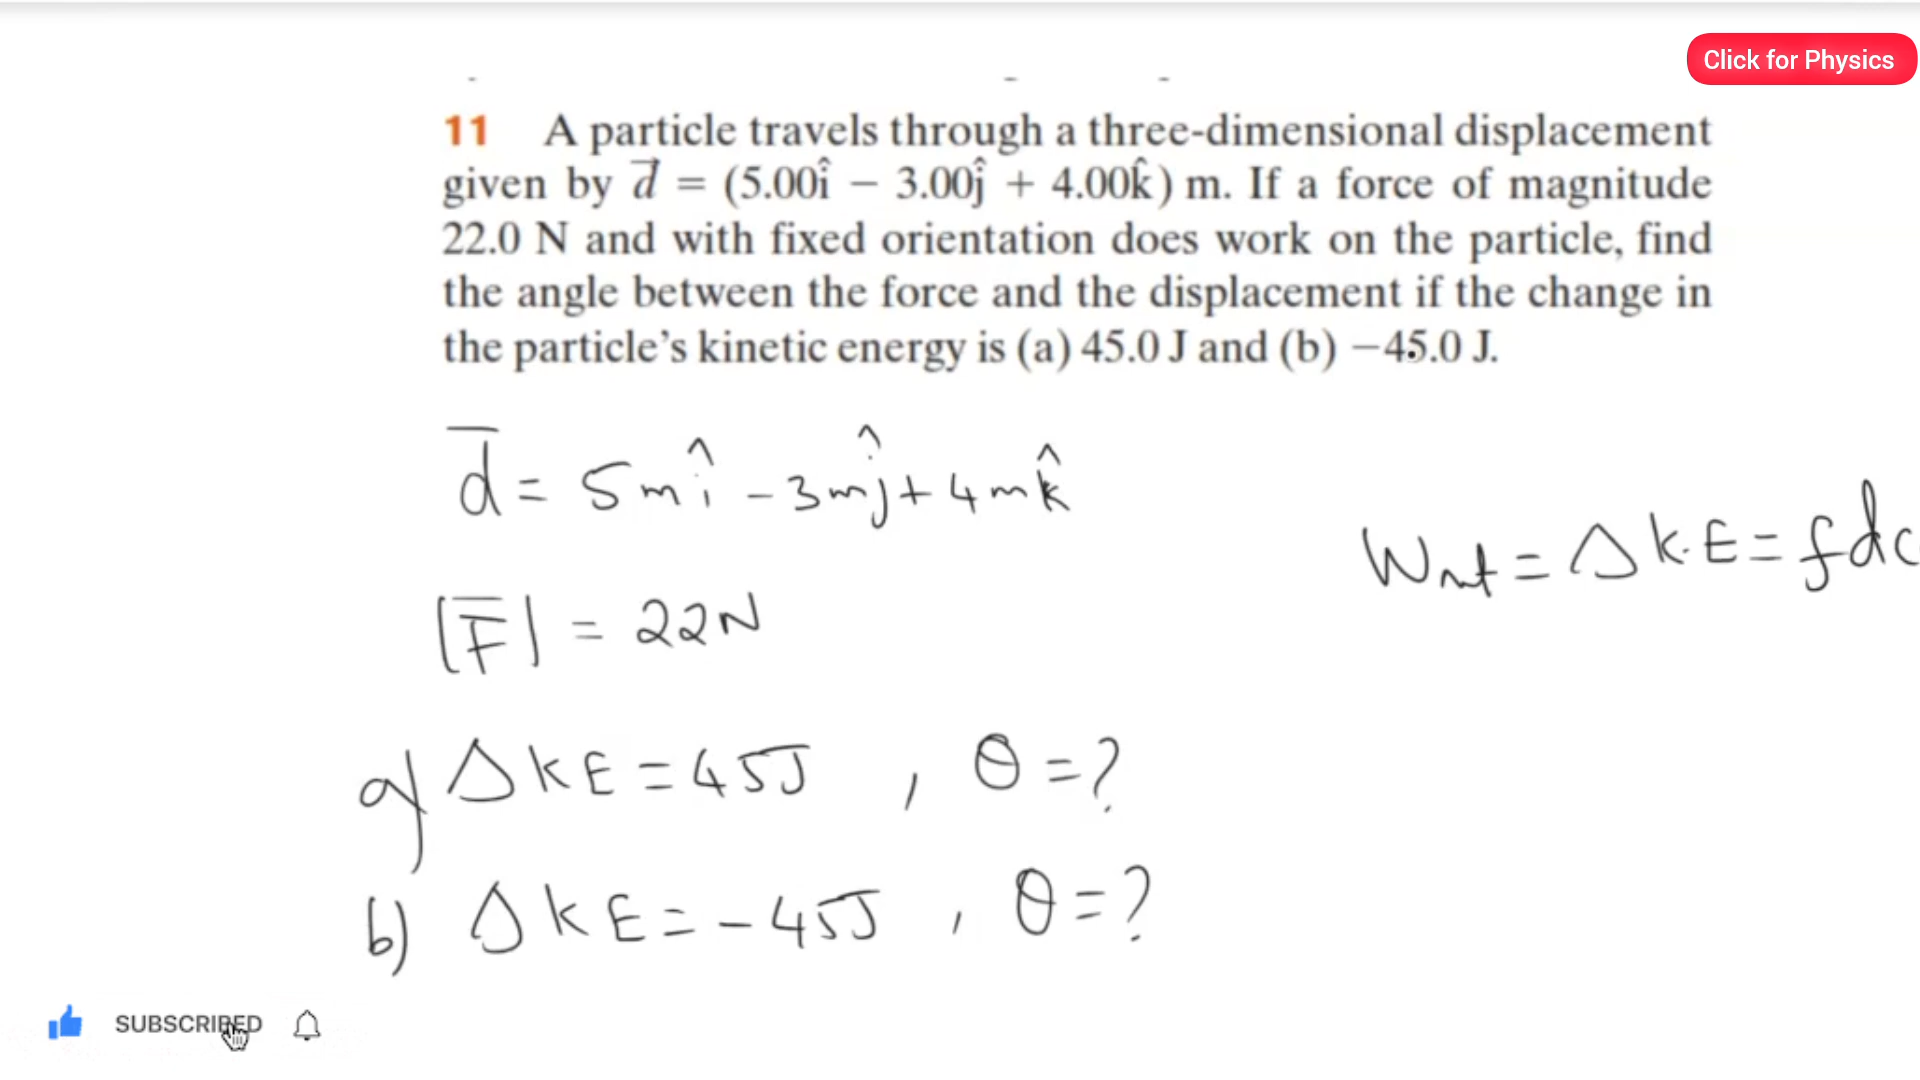 Click for Physics
11 A particle travels through a three-dimensional displacement
given by d⃗ = (5.00î − 3.00ĵ + 4.00k̂) m. If a force of magnitude
22.0 N and with fixed orientation does work on the particle, find
the angle between the force and the displacement if the change in
the particle's kinetic energy is (a) 45.0 J and (b) −45.0 J.
d̅ = 5mî − 3mĵ + 4mk̂
Wnt = Δk.E = fdc
|F̅| = 22N
a) ΔkE = 45J , θ = ?
b) ΔkE = −45J , θ = ?
SUBSCRIBED